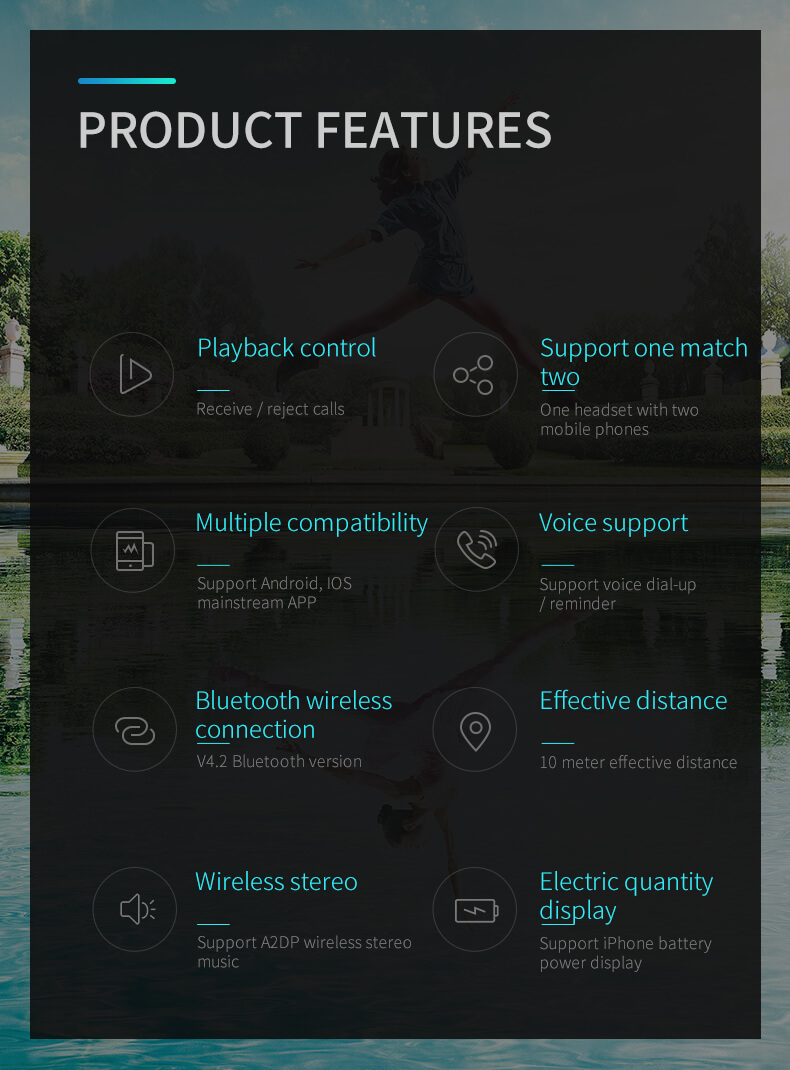 PRODUCT FEATURES
Playback control
Receive / reject calls
Support one match
two
One headset with two
mobile phones
Multiple compatibility
Support Android, IOS
mainstream APP
Voice support
Support voice dial-up
/ reminder
Bluetooth wireless
connection
V4.2 Bluetooth version
Effective distance
10 meter effective distance
Wireless stereo
Support A2DP wireless stereo
music
Electric quantity
display
Support iPhone battery
power display